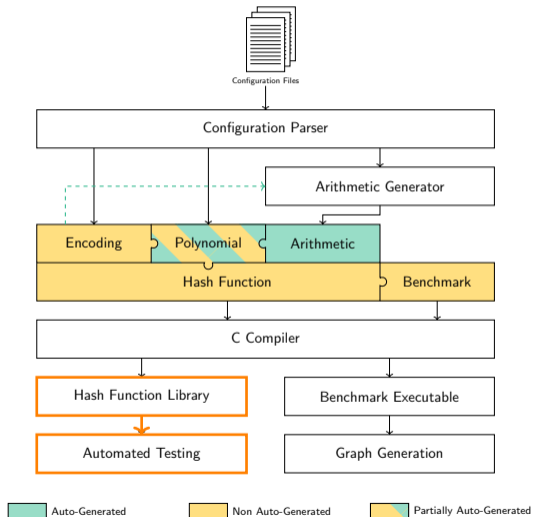 Configuration Files
Configuration Parser
Arithmetic Generator
Encoding
Polynomial
Arithmetic
Hash Function
Benchmark
C Compiler
Hash Function Library
Benchmark Executable
Automated Testing
Graph Generation
Auto-Generated
Non Auto-Generated
Partially Auto-Generated